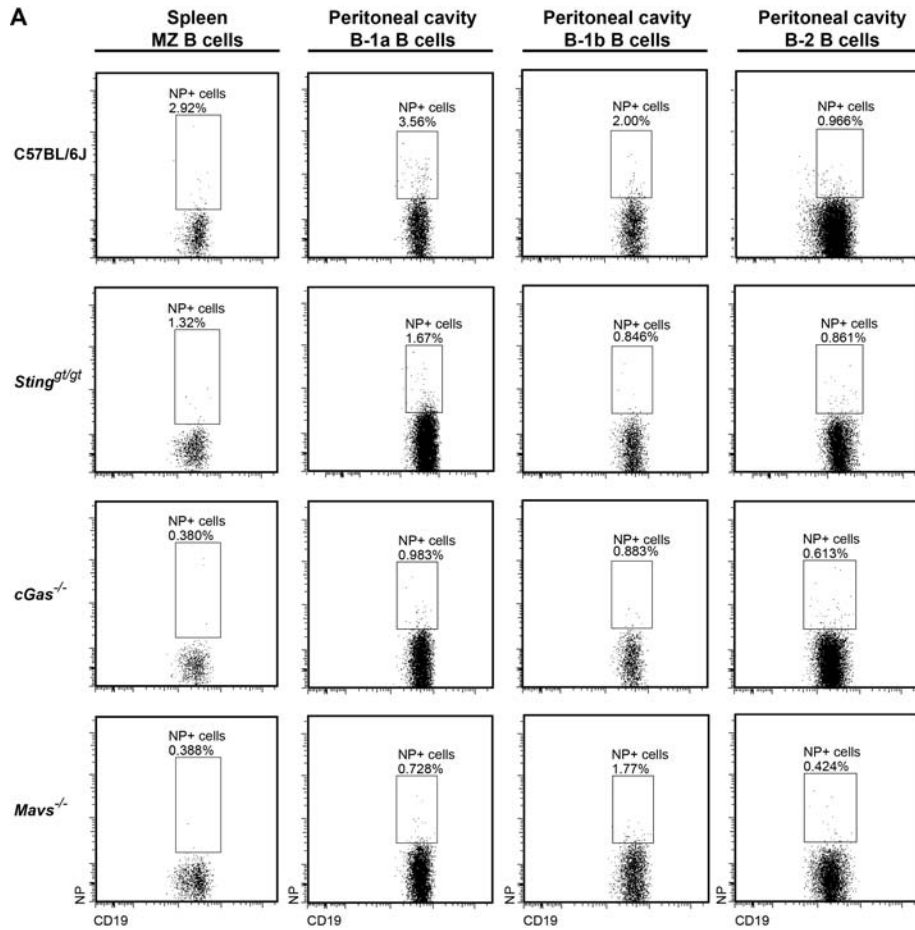 A
Spleen
MZ B cells
Peritoneal cavity
B-1a B cells
Peritoneal cavity
B-1b B cells
Peritoneal cavity
B-2 B cells
C57BL/6J
NP+ cells
2.92%
NP+ cells
3.56%
NP+ cells
2.00%
NP+ cells
0.966%
Sting^gt/gt
NP+ cells
1.32%
NP+ cells
1.67%
NP+ cells
0.846%
NP+ cells
0.861%
cGas^-/-
NP+ cells
0.380%
NP+ cells
0.983%
NP+ cells
0.883%
NP+ cells
0.613%
Mavs^-/-
NP+ cells
0.388%
NP+ cells
0.728%
NP+ cells
1.77%
NP+ cells
0.424%
NP
CD19
CD19
NP
CD19
NP
CD19